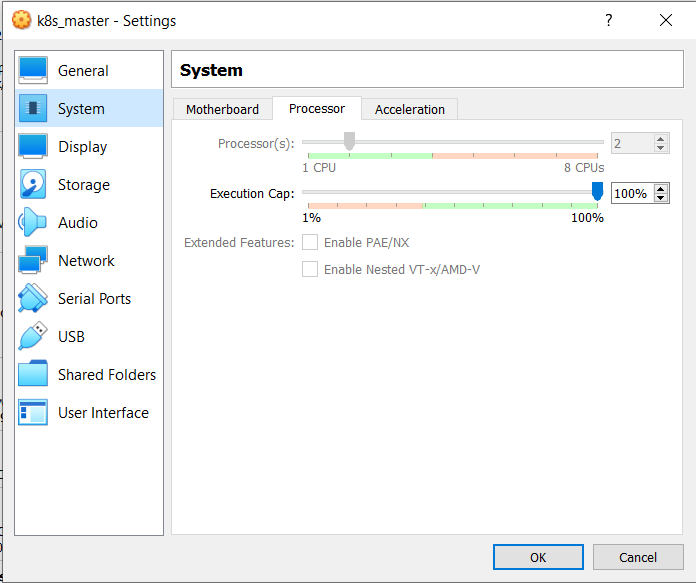 k8s_master - Settings
?
General
System
Display
Storage
Audio
Network
Serial Ports
USB
Shared Folders
User Interface
System
Motherboard
Processor
Acceleration
Processor(s):
2
1 CPU
8 CPUs
Execution Cap:
100%
1%
100%
Extended Features:
Enable PAE/NX
Enable Nested VT-x/AMD-V
OK
Cancel